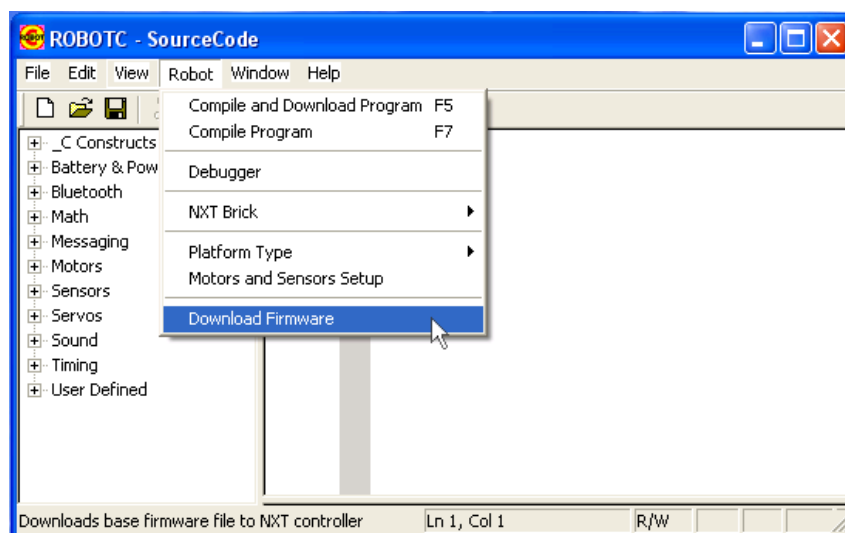 ROBOTC - SourceCode
File Edit View Robot Window Help
Compile and Download Program F5
Compile Program F7
Debugger
NXT Brick
Platform Type
Motors and Sensors Setup
Download Firmware
_C Constructs
Battery & Pow
Bluetooth
Math
Messaging
Motors
Sensors
Servos
Sound
Timing
User Defined
Downloads base firmware file to NXT controller Ln 1, Col 1 R/W